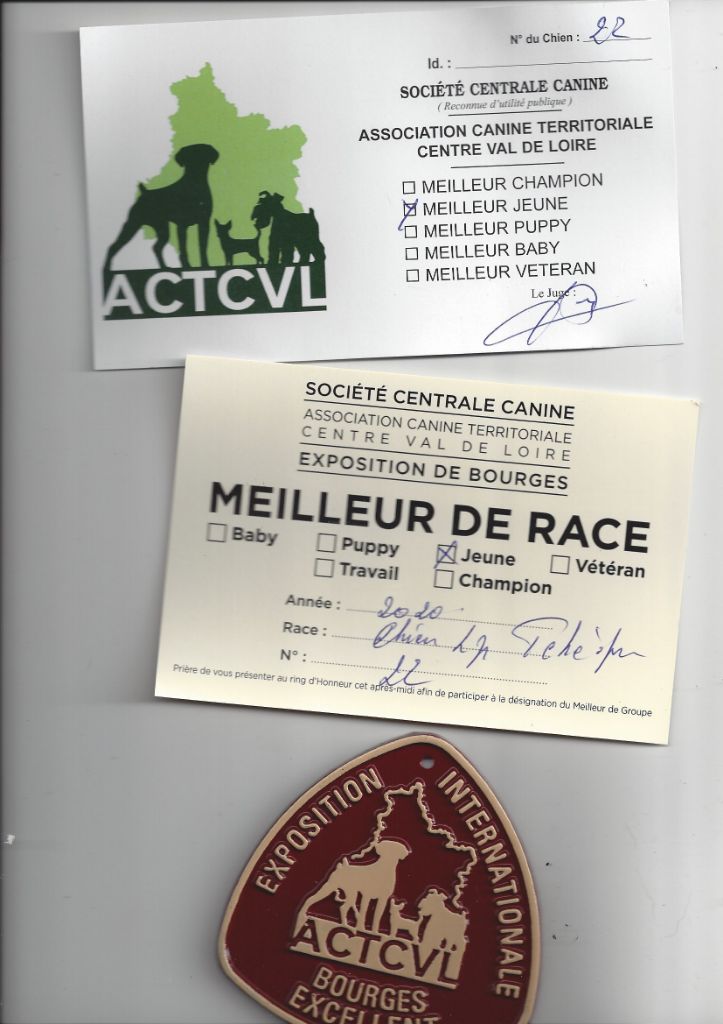 N° du Chien : 22
Id. :
SOCIÉTÉ CENTRALE CANINE
( Reconnue d'utilité publique )
ASSOCIATION CANINE TERRITORIALE
CENTRE VAL DE LOIRE
MEILLEUR CHAMPION
MEILLEUR JEUNE
MEILLEUR PUPPY
MEILLEUR BABY
MEILLEUR VETERAN
Le Juge :
ACTCVL
SOCIÉTÉ CENTRALE CANINE
ASSOCIATION CANINE TERRITORIALE
CENTRE VAL DE LOIRE
EXPOSITION DE BOURGES
MEILLEUR DE RACE
Baby Puppy Jeune Vétéran
Travail Champion
Année : 2020
Race : Chien
N° : 22
Prière de vous présenter au ring d'Honneur cet après-midi afin de participer à la désignation du Meilleur de Groupe
EXPOSITION INTERNATIONALE
ACTCVL
BOURGES
EXCELLENT